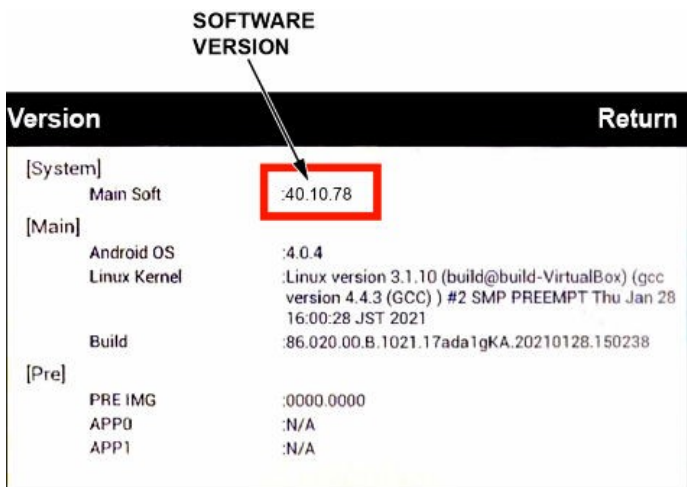 SOFTWARE
VERSION
Version Return
[System]
Main Soft :40.10.78
[Main]
Android OS :4.0.4
Linux Kernel :Linux version 3.1.10 (build@build-VirtualBox) (gcc
version 4.4.3 (GCC) ) #2 SMP PREEMPT Thu Jan 28
16:00:28 JST 2021
Build :86.020.00.B.1021.17ada1gKA.20210128.150238
[Pre]
PRE IMG :0000.0000
APP0 :N/A
APP1 :N/A